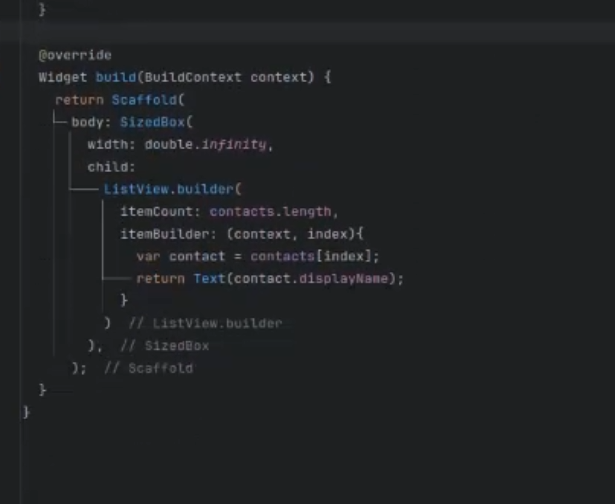 }
@override
Widget build(BuildContext context) {
return Scaffold(
body: SizedBox(
width: double.infinity,
child:
ListView.builder(
itemCount: contacts.length,
itemBuilder: (context, index){
var contact = contacts[index];
return Text(contact.displayName);
}
) // ListView.builder
), // SizedBox
); // Scaffold
}
}